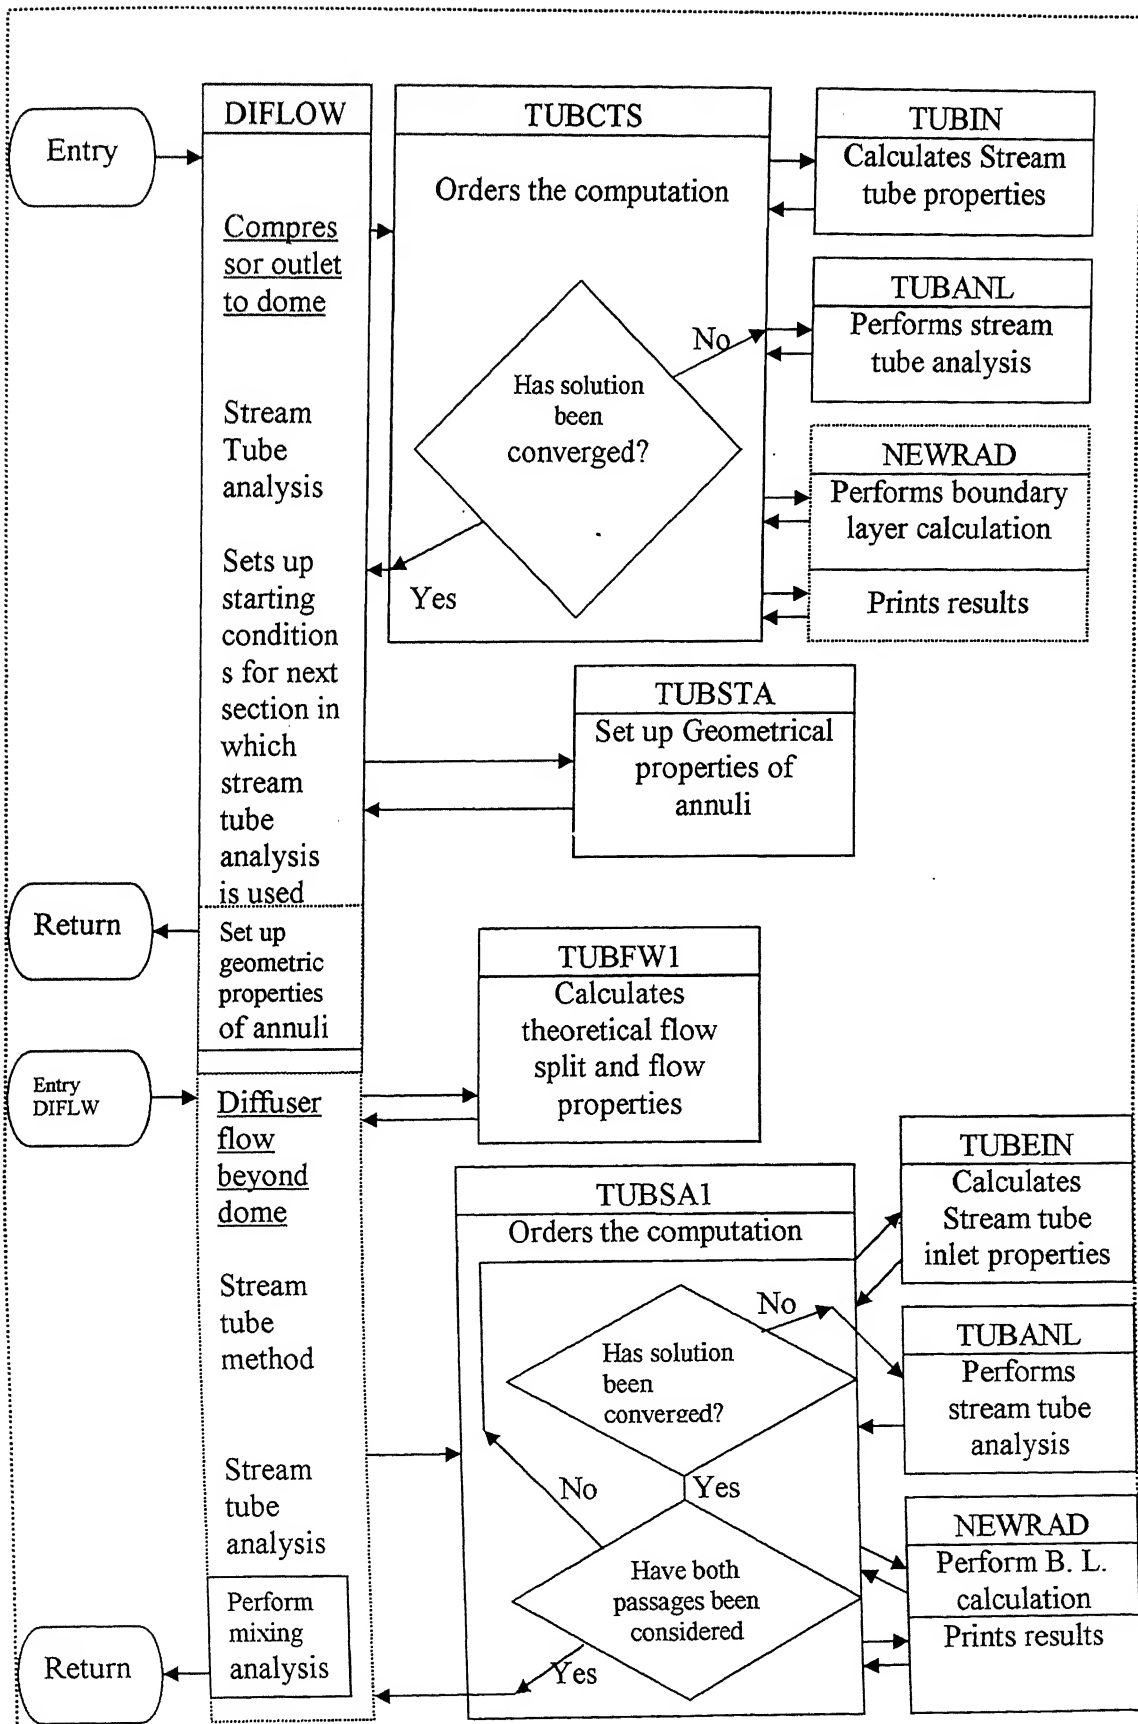 Entry
DIFLOW
Compres
sor outlet
to dome
Stream
Tube
analysis
Sets up
starting
condition
s for next
section in
which
stream
tube
analysis
is used
Return
Set up
geometric
properties
of annuli
TUBCTS
Orders the computation
No
Has solution
been
converged?
Yes
TUBIN
Calculates Stream
tube properties
TUBANL
Performs stream
tube analysis
NEWRAD
Performs boundary
layer calculation
Prints results
TUBSTA
Set up Geometrical
properties of
annuli
Entry
DIFLW
Diffuser
flow
beyond
dome
Stream
tube
method
Stream
tube
analysis
Perform
mixing
analysis
Return
TUBFW1
Calculates
theoretical flow
split and flow
properties
TUBSA1
Orders the computation
No
Has solution
been
converged?
No
Yes
Have both
passages been
considered
Yes
TUBEIN
Calculates
Stream tube
inlet properties
TUBANL
Performs
stream tube
analysis
NEWRAD
Perform B. L.
calculation
Prints results